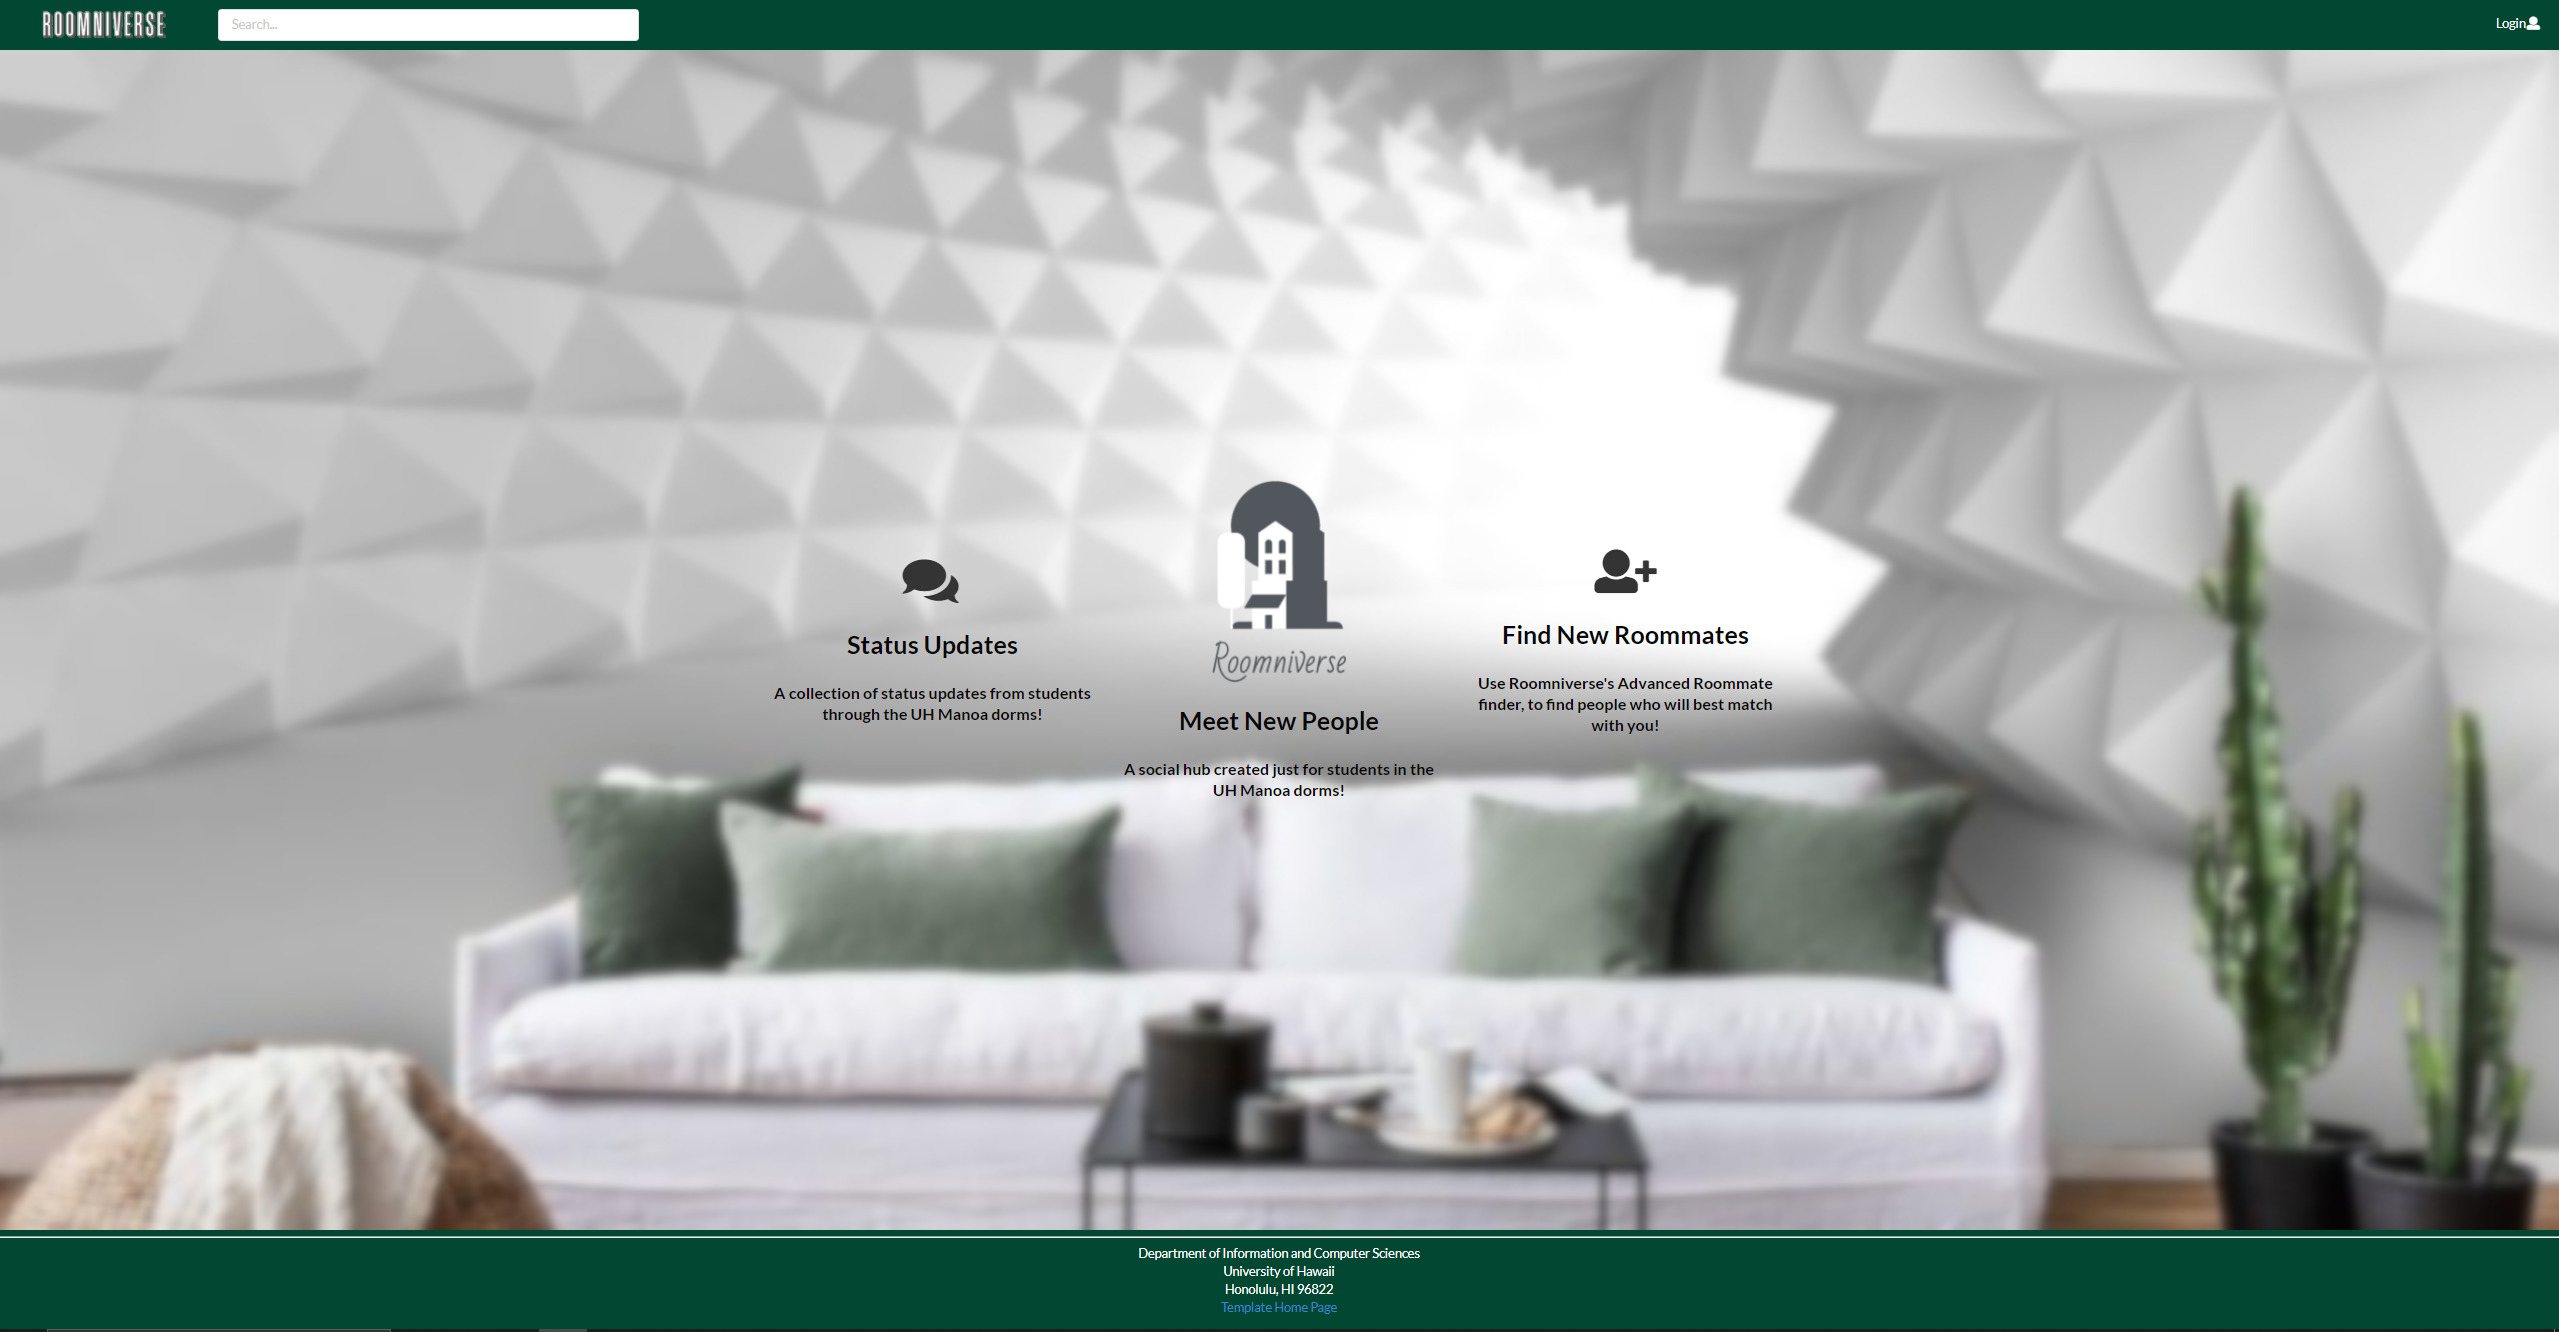 ROOMNIVERSE
Search...
Login
Status Updates
A collection of status updates from students
through the UH Manoa dorms!
Roomniverse
Meet New People
A social hub created just for students in the
UH Manoa dorms!
Find New Roommates
Use Roomniverse's Advanced Roommate
finder, to find people who will best match
with you!
Department of Information and Computer Sciences
University of Hawaii
Honolulu, HI 96822
Template Home Page